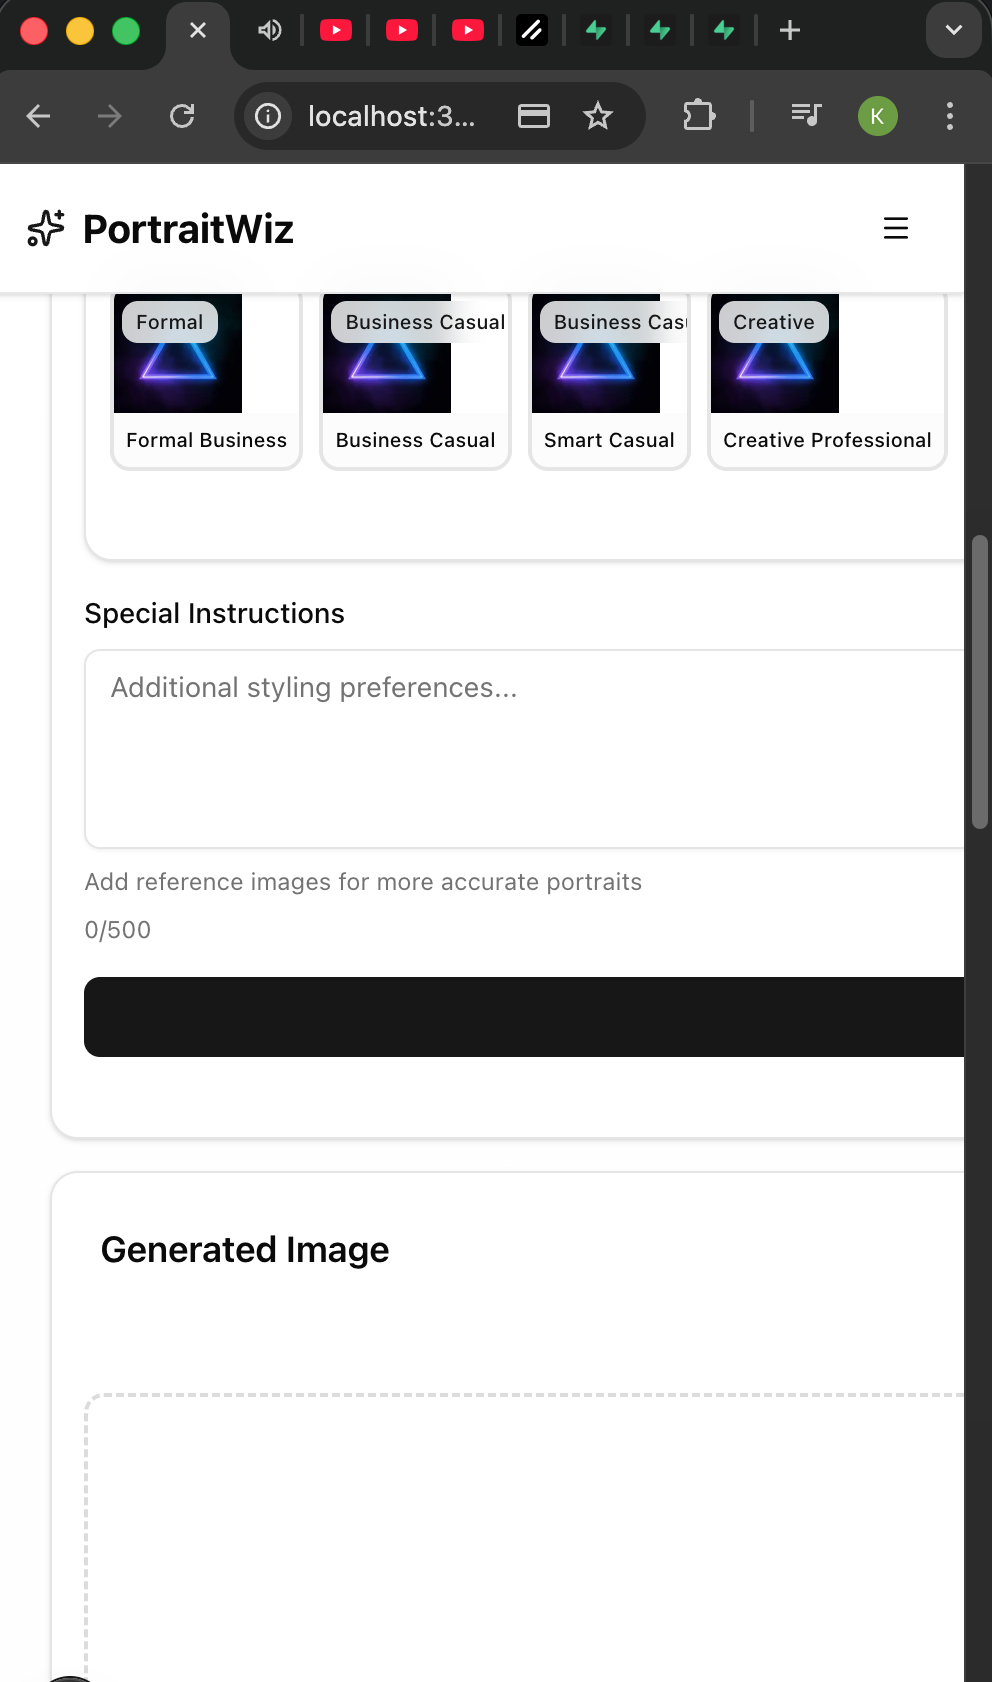 localhost:3...
K
PortraitWiz
Formal
Business Casual
Business Cas
Creative
Formal Business
Business Casual
Smart Casual
Creative Professional
Special Instructions
Additional styling preferences...
Add reference images for more accurate portraits
0/500
Generated Image